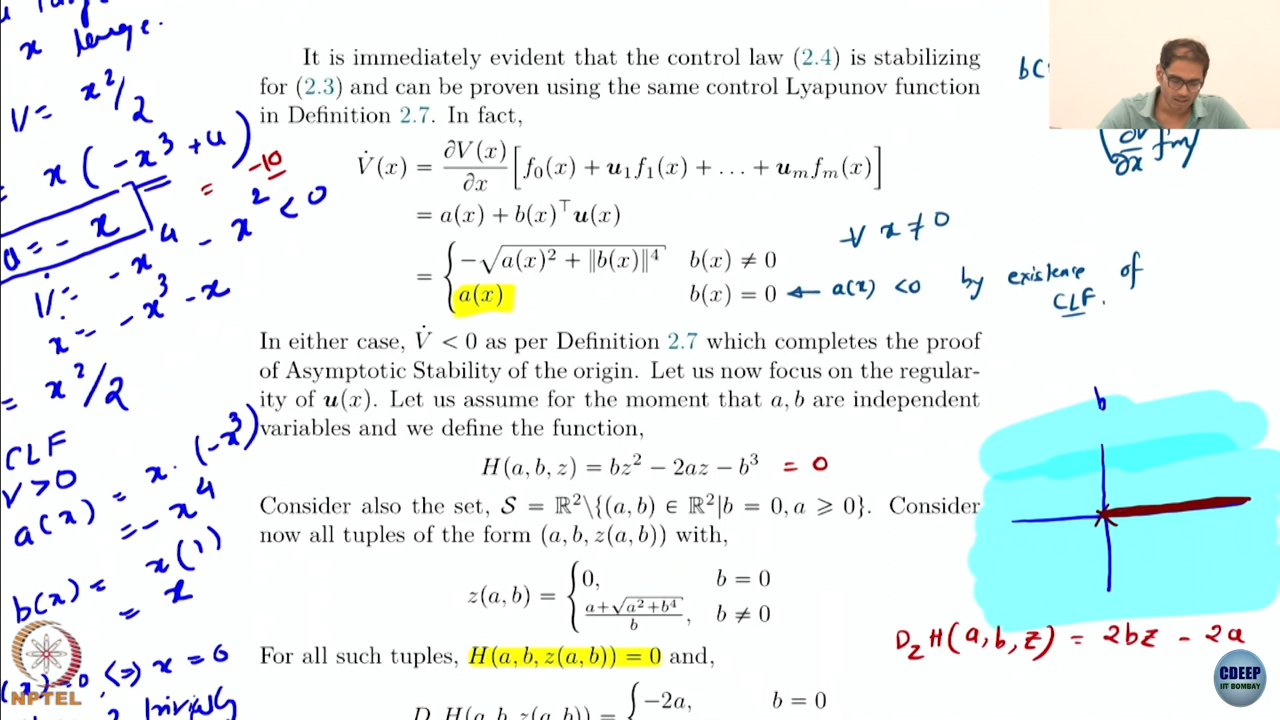 x large.
V = x²/2
= x(-x³ + u)
= -10
u = -x
V̇ = -x⁴ - x² < 0
ẋ = -x³ - x
= x²/2
CLF
V > 0
a(x) = x·(-x³)
= -x⁴
b(x) = x(1)
= x
(x) = 0 <=> x = 0
trivially
It is immediately evident that the control law (2.4) is stabilizing
for (2.3) and can be proven using the same control Lyapunov function
in Definition 2.7. In fact,
V̇(x) = ∂V(x)/∂x [f₀(x) + u₁f₁(x) + . . . + uₘfₘ(x)]
= a(x) + b(x)ᵀu(x)
= { -√(a(x)² + ‖b(x)‖⁴) b(x) ≠ 0
a(x) b(x) = 0
∀ x ≠ 0
← a(x) < 0 by existence of
CLF.
In either case, V̇ < 0 as per Definition 2.7 which completes the proof
of Asymptotic Stability of the origin. Let us now focus on the regular-
ity of u(x). Let us assume for the moment that a, b are independent
variables and we define the function,
H(a, b, z) = bz² − 2az − b³ = 0
Consider also the set, S = ℝ²\{(a, b) ∈ ℝ²|b = 0, a ⩾ 0}. Consider
now all tuples of the form (a, b, z(a, b)) with,
z(a, b) = { 0, b = 0
(a+√(a²+b⁴))/b, b ≠ 0
For all such tuples, H(a, b, z(a, b)) = 0 and,
D_z H(a, b, z(a, b)) = { −2a, b = 0
b(
(∂V/∂x fm)
b
D_z H(a, b, z) = 2bz - 2a
NPTEL
CDEEP
IIT BOMBAY